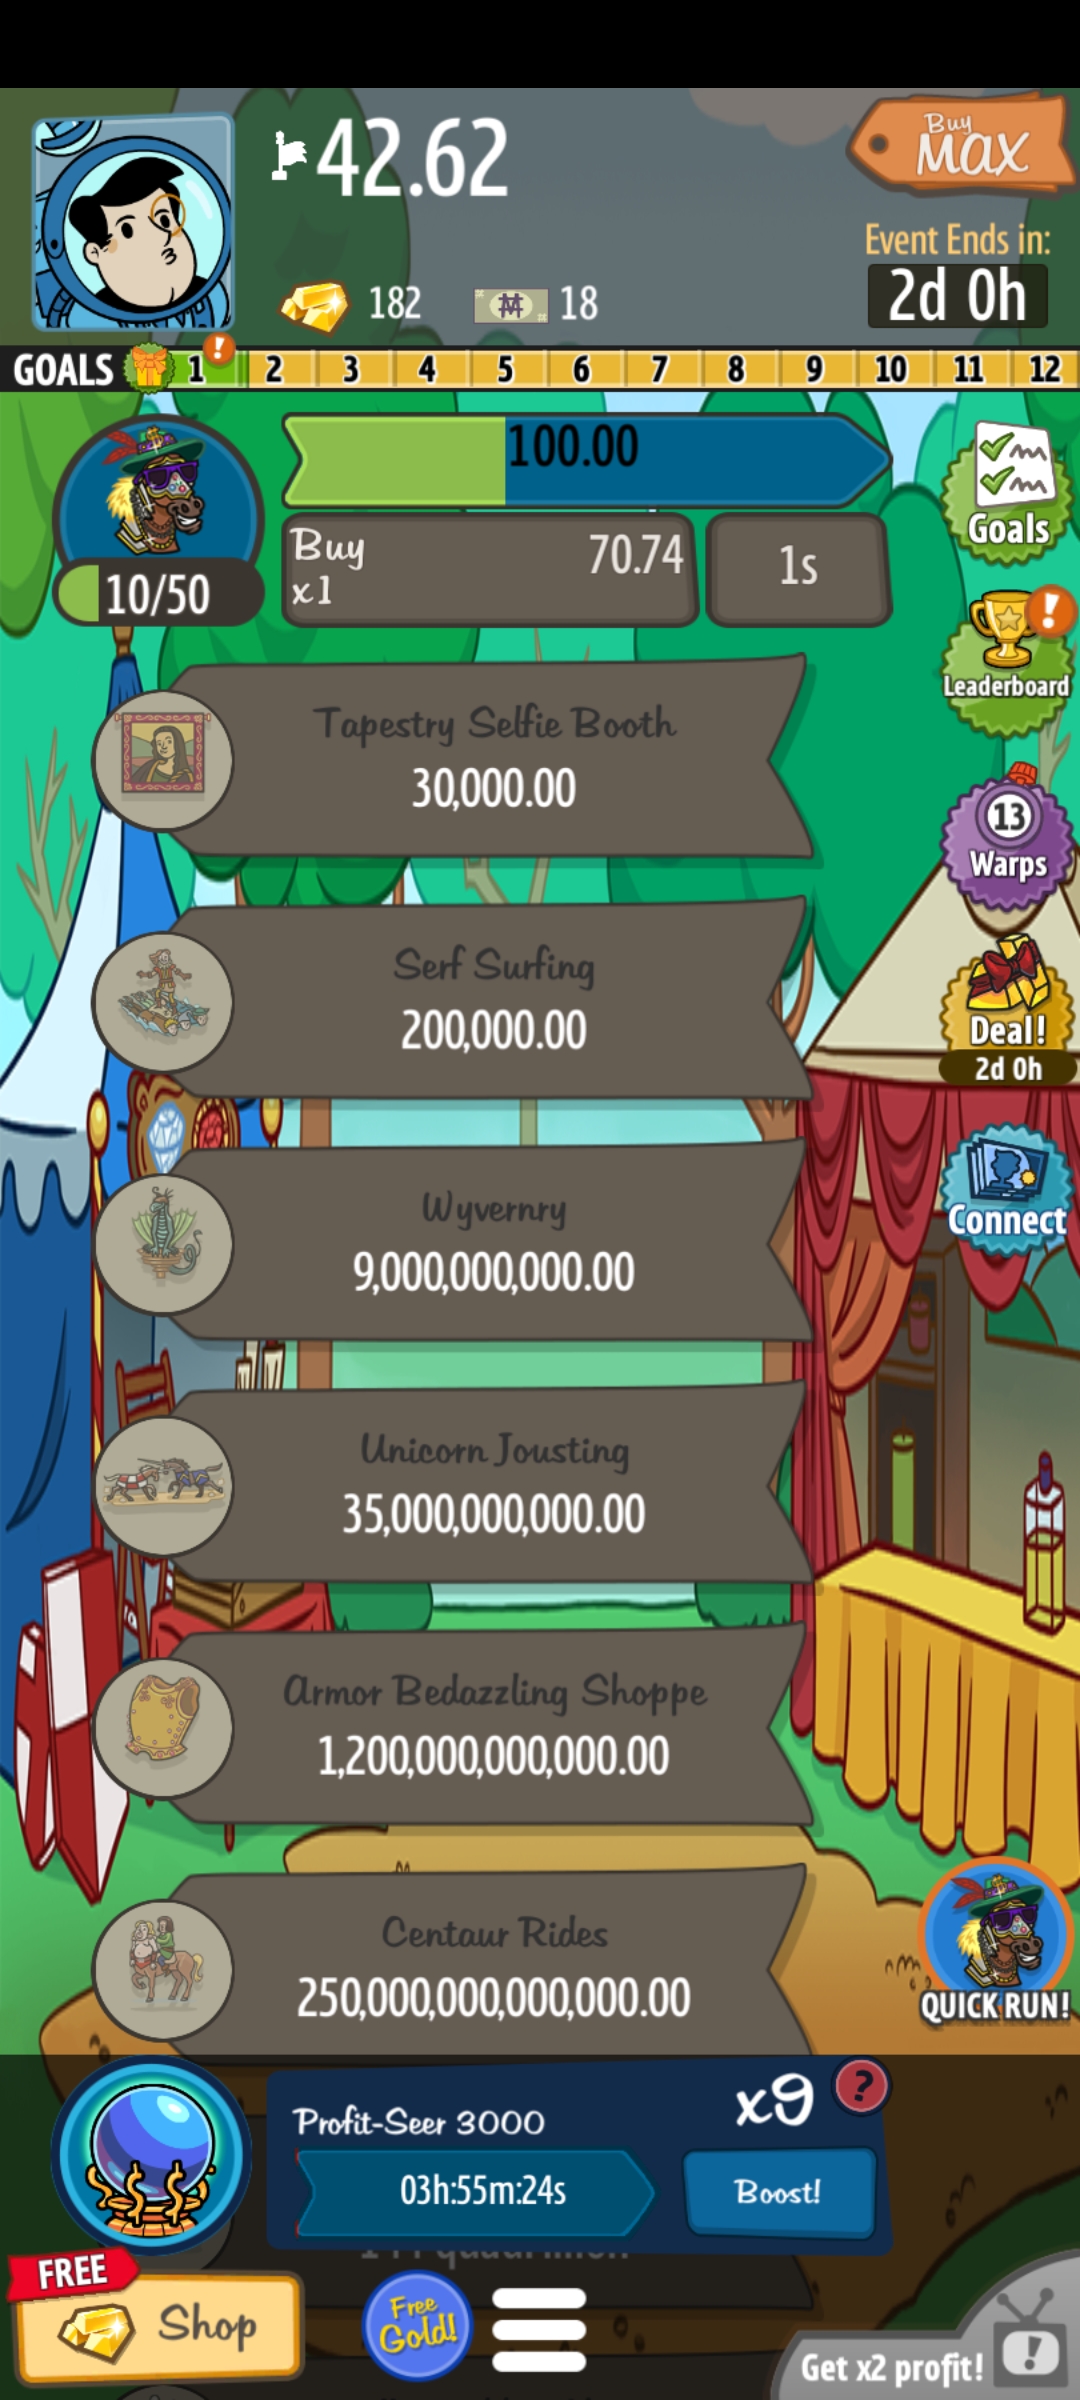 42.62
Buy
MAX
Event Ends in:
182
18
2d 0h
GOALS 1 ! 2 3 4 5 6 7 8 9 10 11 12
100.00
Goals
Buy
x1
70.74
1s
10/50
!
Leaderboard
Tapestry Selfie Booth
30,000.00
13
Warps
Serf Surfing
200,000.00
Deal!
2d 0h
Wyvernry
9,000,000,000.00
Connect
Unicorn Jousting
35,000,000,000.00
Armor Bedazzling Shoppe
1,200,000,000,000.00
Centaur Rides
250,000,000,000,000.00
QUICK RUN!
Profit-Seer 3000
x9
?
03h:55m:24s
Boost!
FREE
Shop
Free
Gold!
Get x2 profit!
!